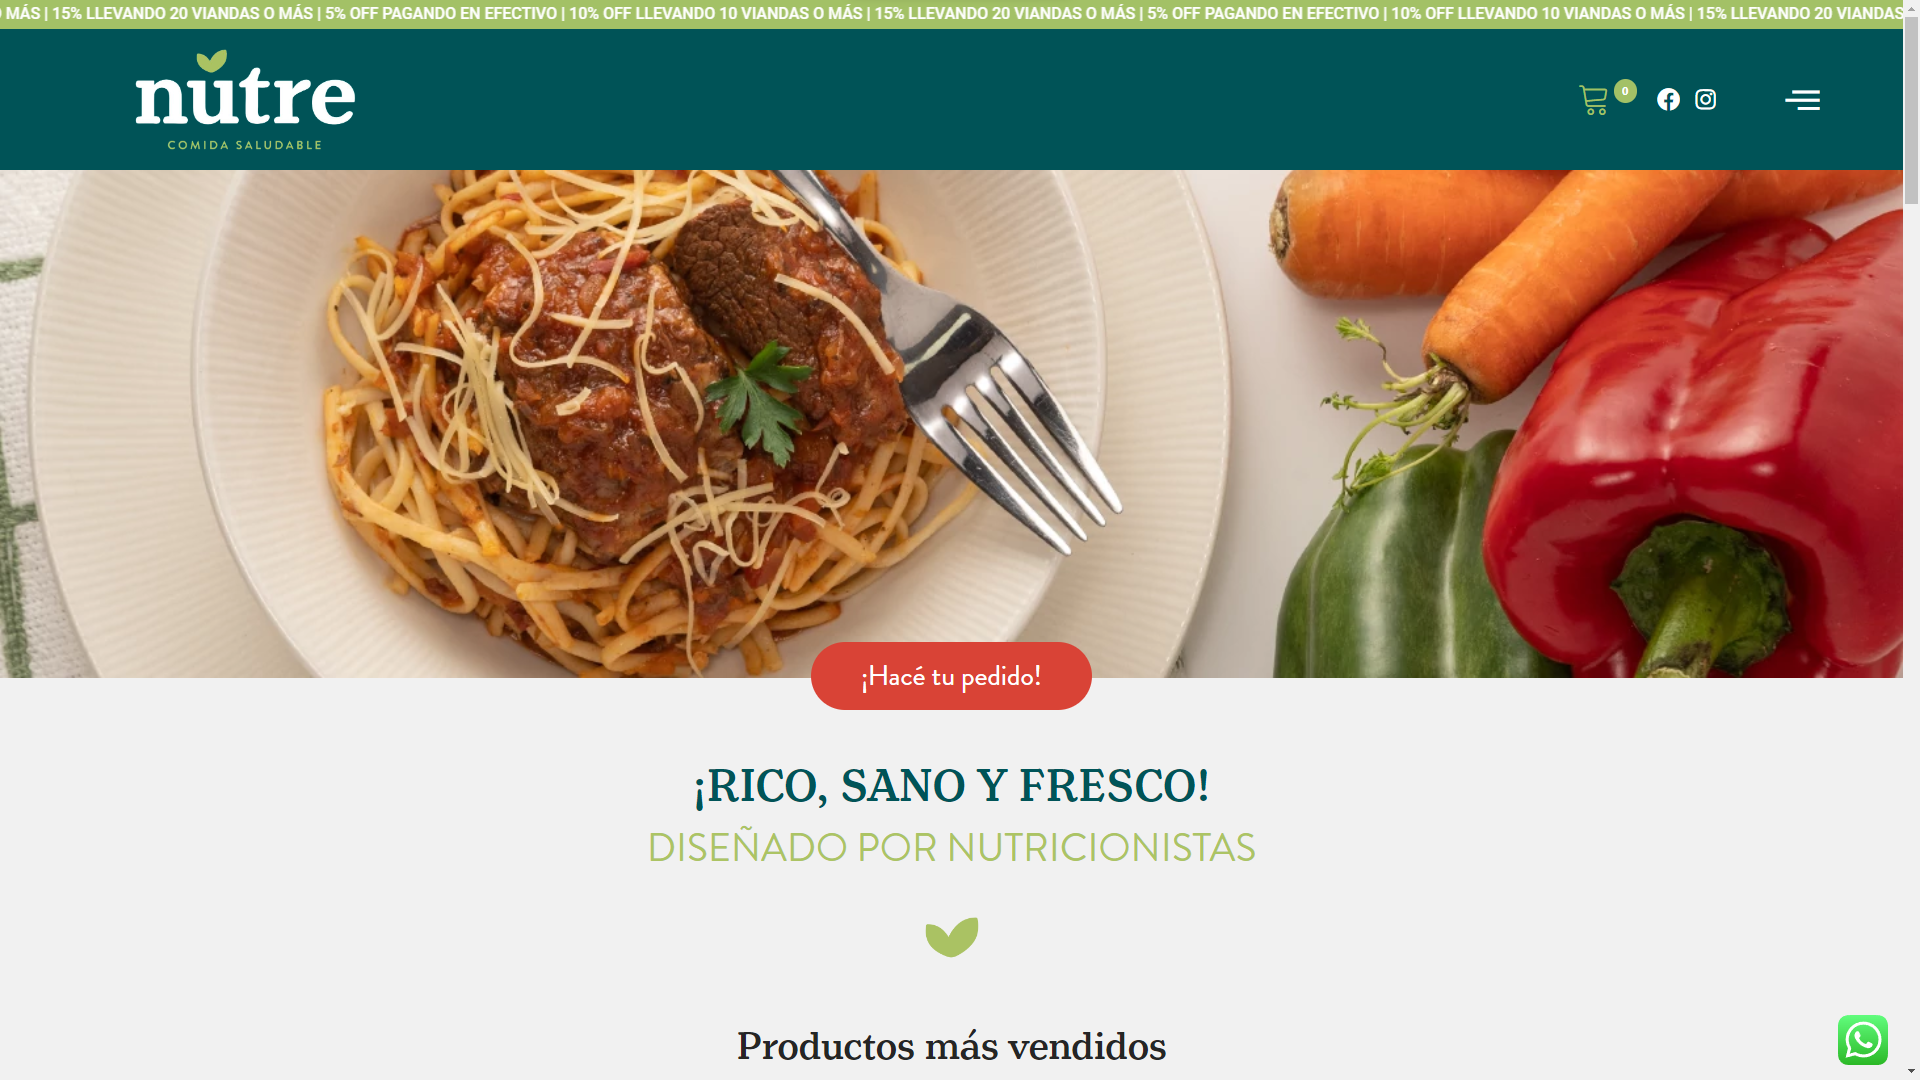 O MÁS | 15% LLEVANDO 20 VIANDAS O MÁS | 5% OFF PAGANDO EN EFECTIVO | 10% OFF LLEVANDO 10 VIANDAS O MÁS | 15% LLEVANDO 20 VIANDAS O MÁS | 5% OFF PAGANDO EN EFECTIVO | 10% OFF LLEVANDO 10 VIANDAS O MÁS | 15% LLEVANDO 20 VIANDAS
nutre
COMIDA SALUDABLE
0
¡Hacé tu pedido!
¡RICO, SANO Y FRESCO!
DISEÑADO POR NUTRICIONISTAS
Productos más vendidos